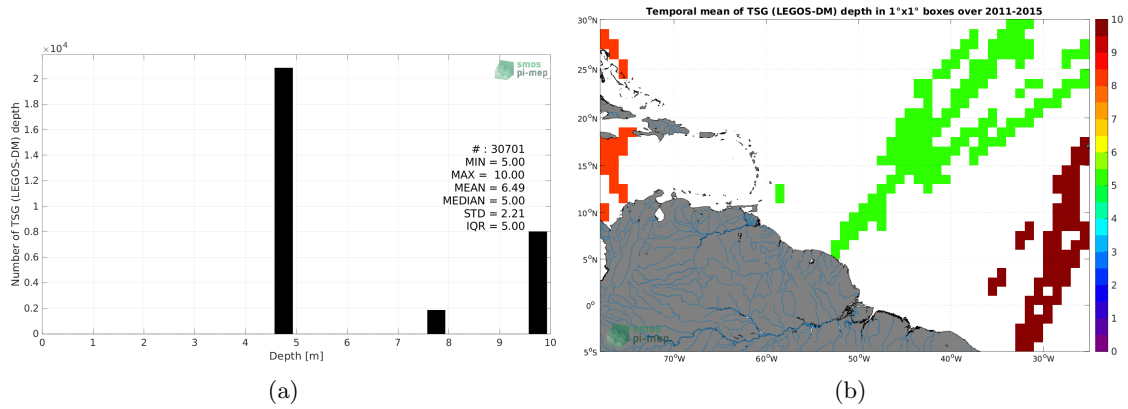 ×10⁴
smos
pi-mep
2
1.8
1.6
1.4
1.2
1
0.8
0.6
0.4
0.2
0
Number of TSG (LEGOS-DM) depth
# : 30701
MIN = 5.00
MAX = 10.00
MEAN = 6.49
MEDIAN = 5.00
STD = 2.21
IQR = 5.00
0 1 2 3 4 5 6 7 8 9 10
Depth [m]
(a)
Temporal mean of TSG (LEGOS-DM) depth in 1°x1° boxes over 2011-2015
30°N
25°N
20°N
15°N
10°N
5°N
0°
5°S
70°W 60°W 50°W 40°W 30°W
smos
pi-mep
10
9
8
7
6
5
4
3
2
1
0
(b)